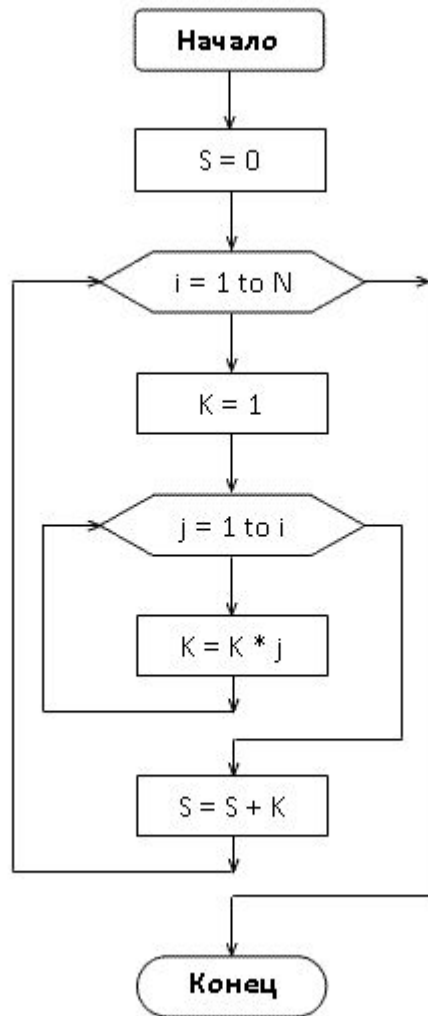 Начало
S = 0
i = 1 to N
K = 1
j = 1 to i
K = K * j
S = S + K
Конец